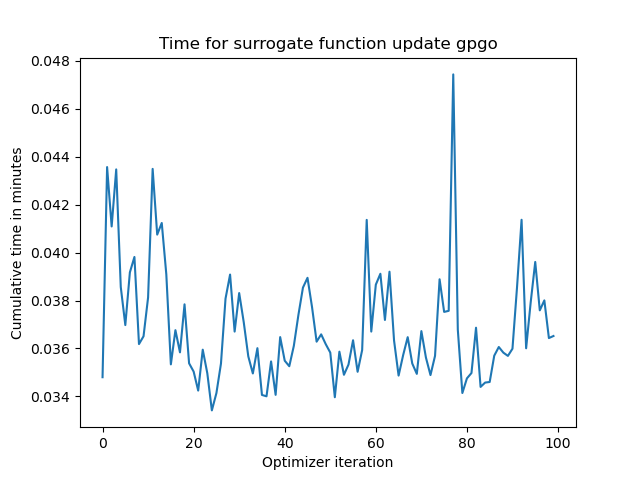 Time for surrogate function update gpgo
0.048
0.046
0.044
0.042
0.040
0.038
0.036
0.034
Cumulative time in minutes
0 20 40 60 80 100
Optimizer iteration